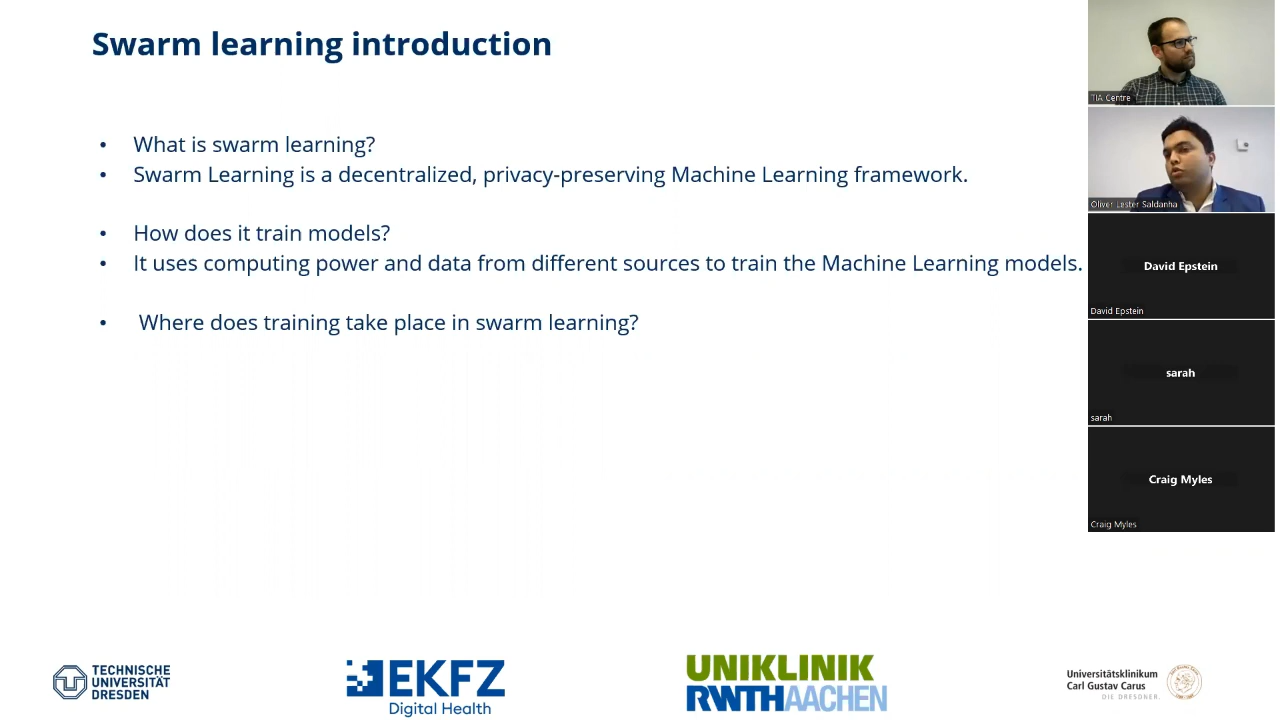 Swarm learning introduction
• What is swarm learning?
• Swarm Learning is a decentralized, privacy-preserving Machine Learning framework.
• How does it train models?
• It uses computing power and data from different sources to train the Machine Learning models.
• Where does training take place in swarm learning?
TIA Centre
Oliver Lester Saldanha
David Epstein
David Epstein
sarah
sarah
Craig Myles
Craig Myles
TECHNISCHE
UNIVERSITÄT
DRESDEN
EKFZ
Digital Health
UNIKLINIK
RWTHAACHEN
Universitätsklinikum
Carl Gustav Carus
DIE DRESDNER.